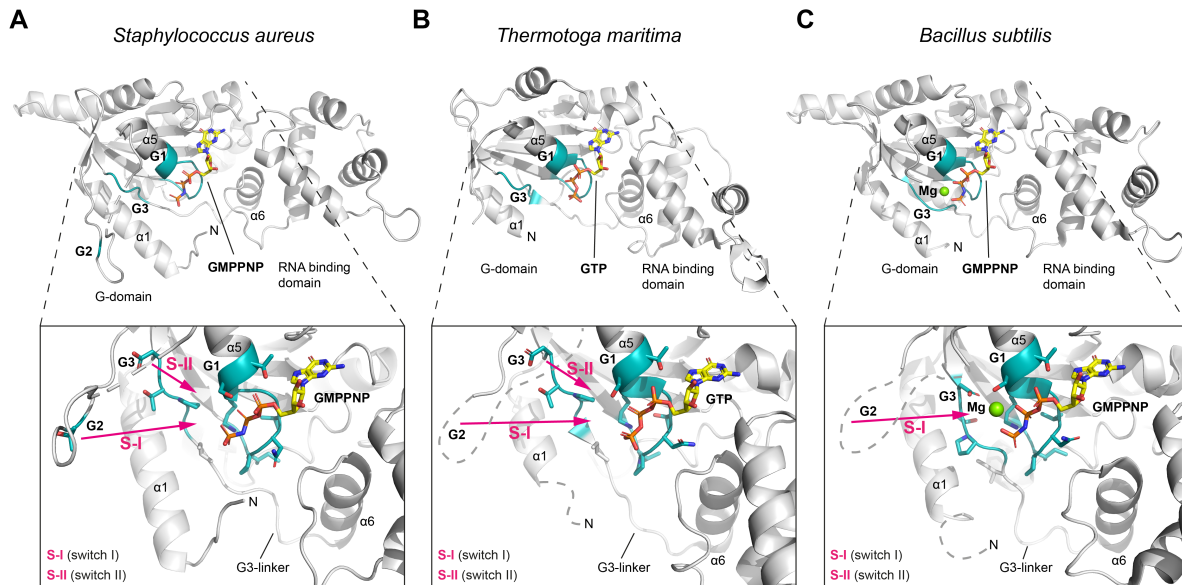 A
Staphylococcus aureus
α5
G1
G3
α1
N
α6
G2
GMPPNP
RNA binding
domain
G-domain
G3
S-II
G1
α5
GMPPNP
G2
S-I
α1
N
α6
S-I (switch I)
S-II (switch II)
G3-linker
B
Thermotoga maritima
α5
G1
G3
α1
N
α6
G-domain
GTP
RNA binding
domain
G3
S-II
G1
α5
GTP
G2
S-I
α1
N
α6
S-I (switch I)
S-II (switch II)
G3-linker
C
Bacillus subtilis
α5
G1
Mg
G3
α1
N
α6
G-domain
GMPPNP
RNA binding
domain
α5
G1
G3
Mg
GMPPNP
G2
S-I
α1
N
α6
S-I (switch I)
S-II (switch II)
G3-linker